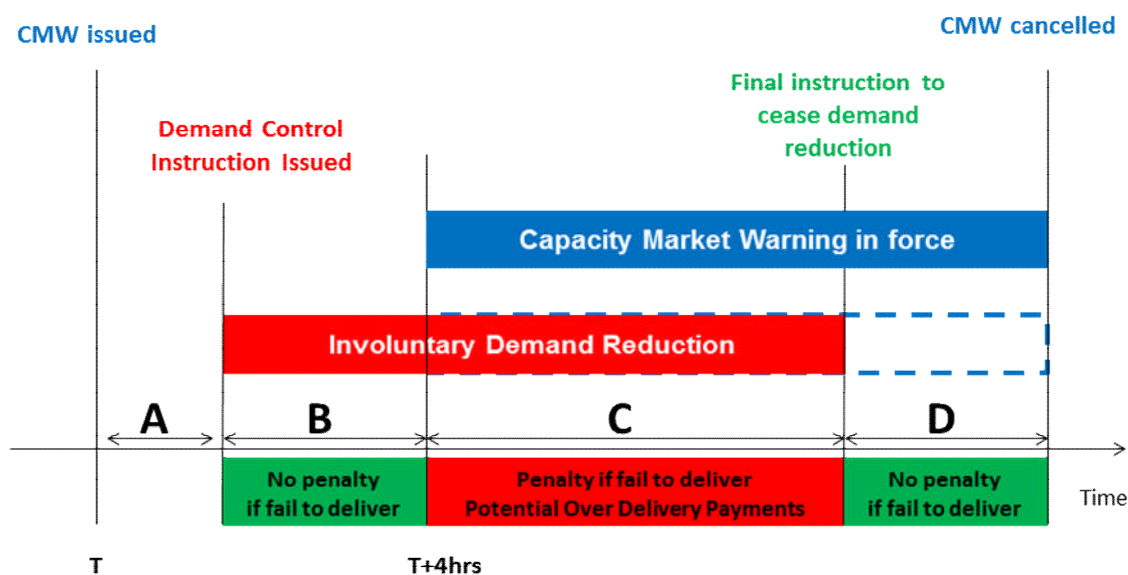 CMW issued
CMW cancelled
Final instruction to
cease demand
reduction
Demand Control
Instruction Issued
Capacity Market Warning in force
Involuntary Demand Reduction
A
B
C
D
No penalty
if fail to deliver
Penalty if fail to deliver
Potential Over Delivery Payments
No penalty
if fail to deliver
Time
T
T+4hrs